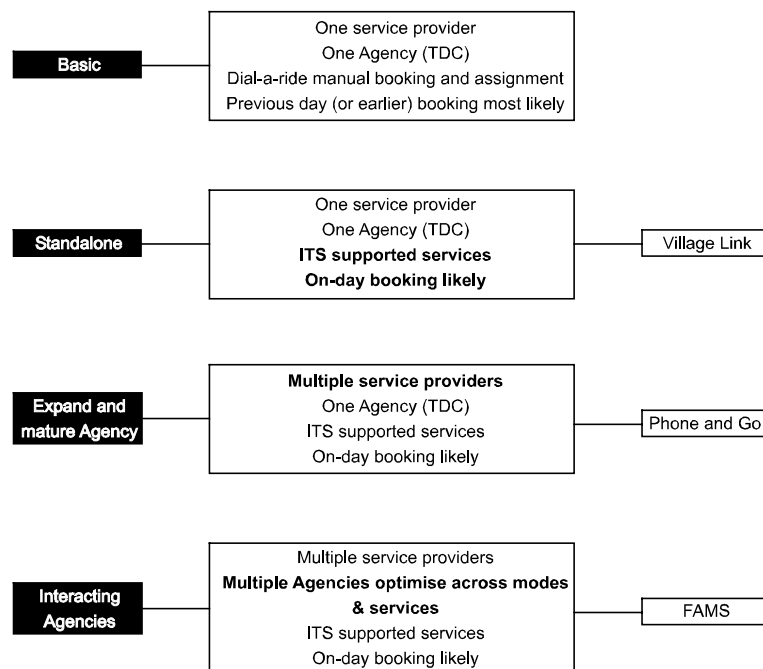 Basic
One service provider
One Agency (TDC)
Dial-a-ride manual booking and assignment
Previous day (or earlier) booking most likely
Standalone
One service provider
One Agency (TDC)
ITS supported services
On-day booking likely
Village Link
Expand and
mature Agency
Multiple service providers
One Agency (TDC)
ITS supported services
On-day booking likely
Phone and Go
Interacting
Agencies
Multiple service providers
Multiple Agencies optimise across modes
& services
ITS supported services
On-day booking likely
FAMS